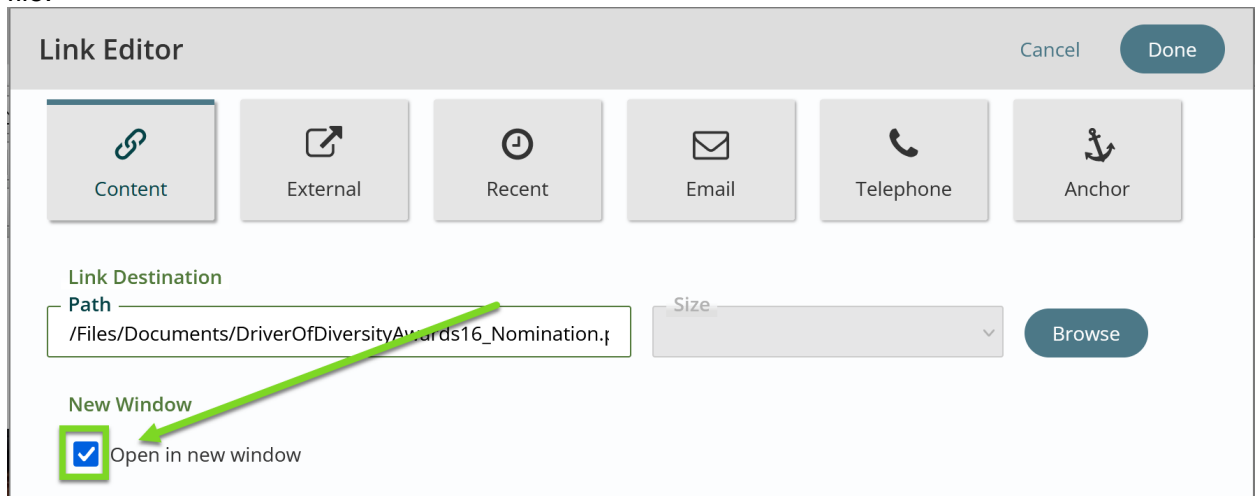 Link Editor
Cancel
Done
Content
External
Recent
Email
Telephone
Anchor
Link Destination
Path
/Files/Documents/DriverOfDiversityAwards16_Nomination.p
Size
Browse
New Window
Open in new window